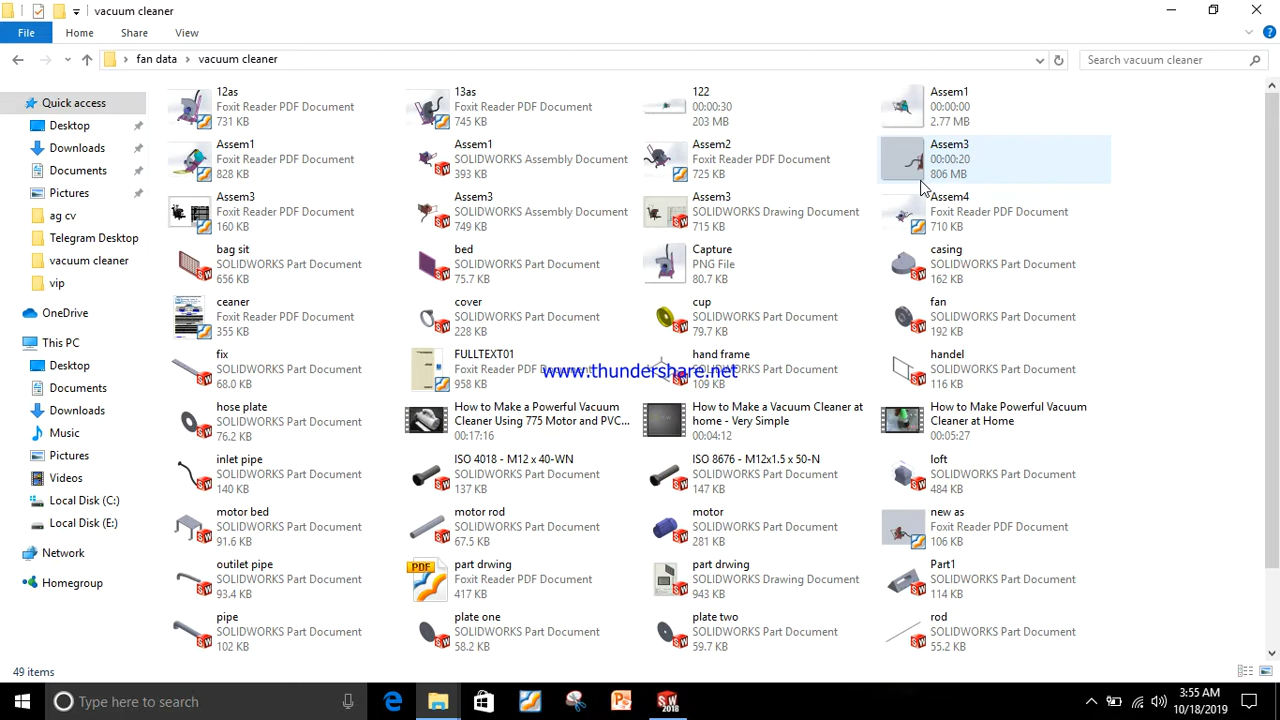 vacuum cleaner
File
Home
Share
View
fan data
vacuum cleaner
Search vacuum cleaner
Quick access
Desktop
Downloads
Documents
Pictures
ag cv
Telegram Desktop
vacuum cleaner
vip
OneDrive
This PC
Desktop
Documents
Downloads
Music
Pictures
Videos
Local Disk (C:)
Local Disk (E:)
Network
Homegroup
12as
Foxit Reader PDF Document
731 KB
13as
Foxit Reader PDF Document
745 KB
122
00:00:30
203 MB
Assem1
00:00:00
2.77 MB
Assem1
Foxit Reader PDF Document
828 KB
Assem1
SOLIDWORKS Assembly Document
393 KB
Assem2
Foxit Reader PDF Document
725 KB
Assem3
00:00:20
806 MB
Assem3
Foxit Reader PDF Document
160 KB
Assem3
SOLIDWORKS Assembly Document
749 KB
Assem3
SOLIDWORKS Drawing Document
715 KB
Assem4
Foxit Reader PDF Document
710 KB
bag sit
SOLIDWORKS Part Document
656 KB
bed
SOLIDWORKS Part Document
75.7 KB
Capture
PNG File
80.7 KB
casing
SOLIDWORKS Part Document
162 KB
ceaner
Foxit Reader PDF Document
355 KB
cover
SOLIDWORKS Part Document
228 KB
cup
SOLIDWORKS Part Document
79.7 KB
fan
SOLIDWORKS Part Document
192 KB
fix
SOLIDWORKS Part Document
68.0 KB
FULLTEXT01
Foxit Reader PDF Document
958 KB
www.thundershare.net
hand frame
SOLIDWORKS Part Document
109 KB
handel
SOLIDWORKS Part Document
116 KB
hose plate
SOLIDWORKS Part Document
76.2 KB
How to Make a Powerful Vacuum
Cleaner Using 775 Motor and PVC...
00:17:16
How to Make a Vacuum Cleaner at
home - Very Simple
00:04:12
How to Make Powerful Vacuum
Cleaner at Home
00:05:27
inlet pipe
SOLIDWORKS Part Document
140 KB
ISO 4018 - M12 x 40-WN
SOLIDWORKS Part Document
137 KB
ISO 8676 - M12x1.5 x 50-N
SOLIDWORKS Part Document
147 KB
loft
SOLIDWORKS Part Document
484 KB
motor bed
SOLIDWORKS Part Document
91.6 KB
motor rod
SOLIDWORKS Part Document
67.5 KB
motor
SOLIDWORKS Part Document
281 KB
new as
Foxit Reader PDF Document
106 KB
outlet pipe
SOLIDWORKS Part Document
93.4 KB
PDF
part drwing
Foxit Reader PDF Document
417 KB
part drwing
SOLIDWORKS Drawing Document
943 KB
Part1
SOLIDWORKS Part Document
114 KB
pipe
SOLIDWORKS Part Document
102 KB
plate one
SOLIDWORKS Part Document
58.2 KB
plate two
SOLIDWORKS Part Document
59.7 KB
rod
SOLIDWORKS Part Document
55.2 KB
49 items
Type here to search
SW
2018
3:55 AM
10/18/2019